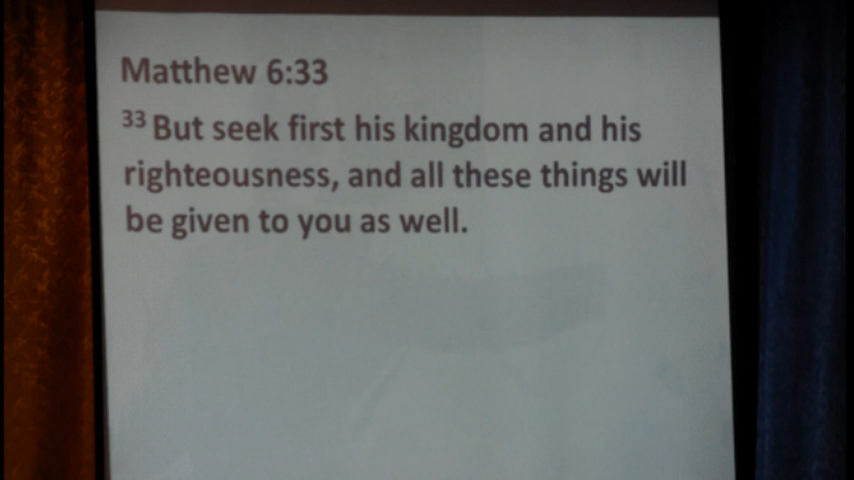 Matthew 6:33
33 But seek first his kingdom and his
righteousness, and all these things will
be given to you as well.